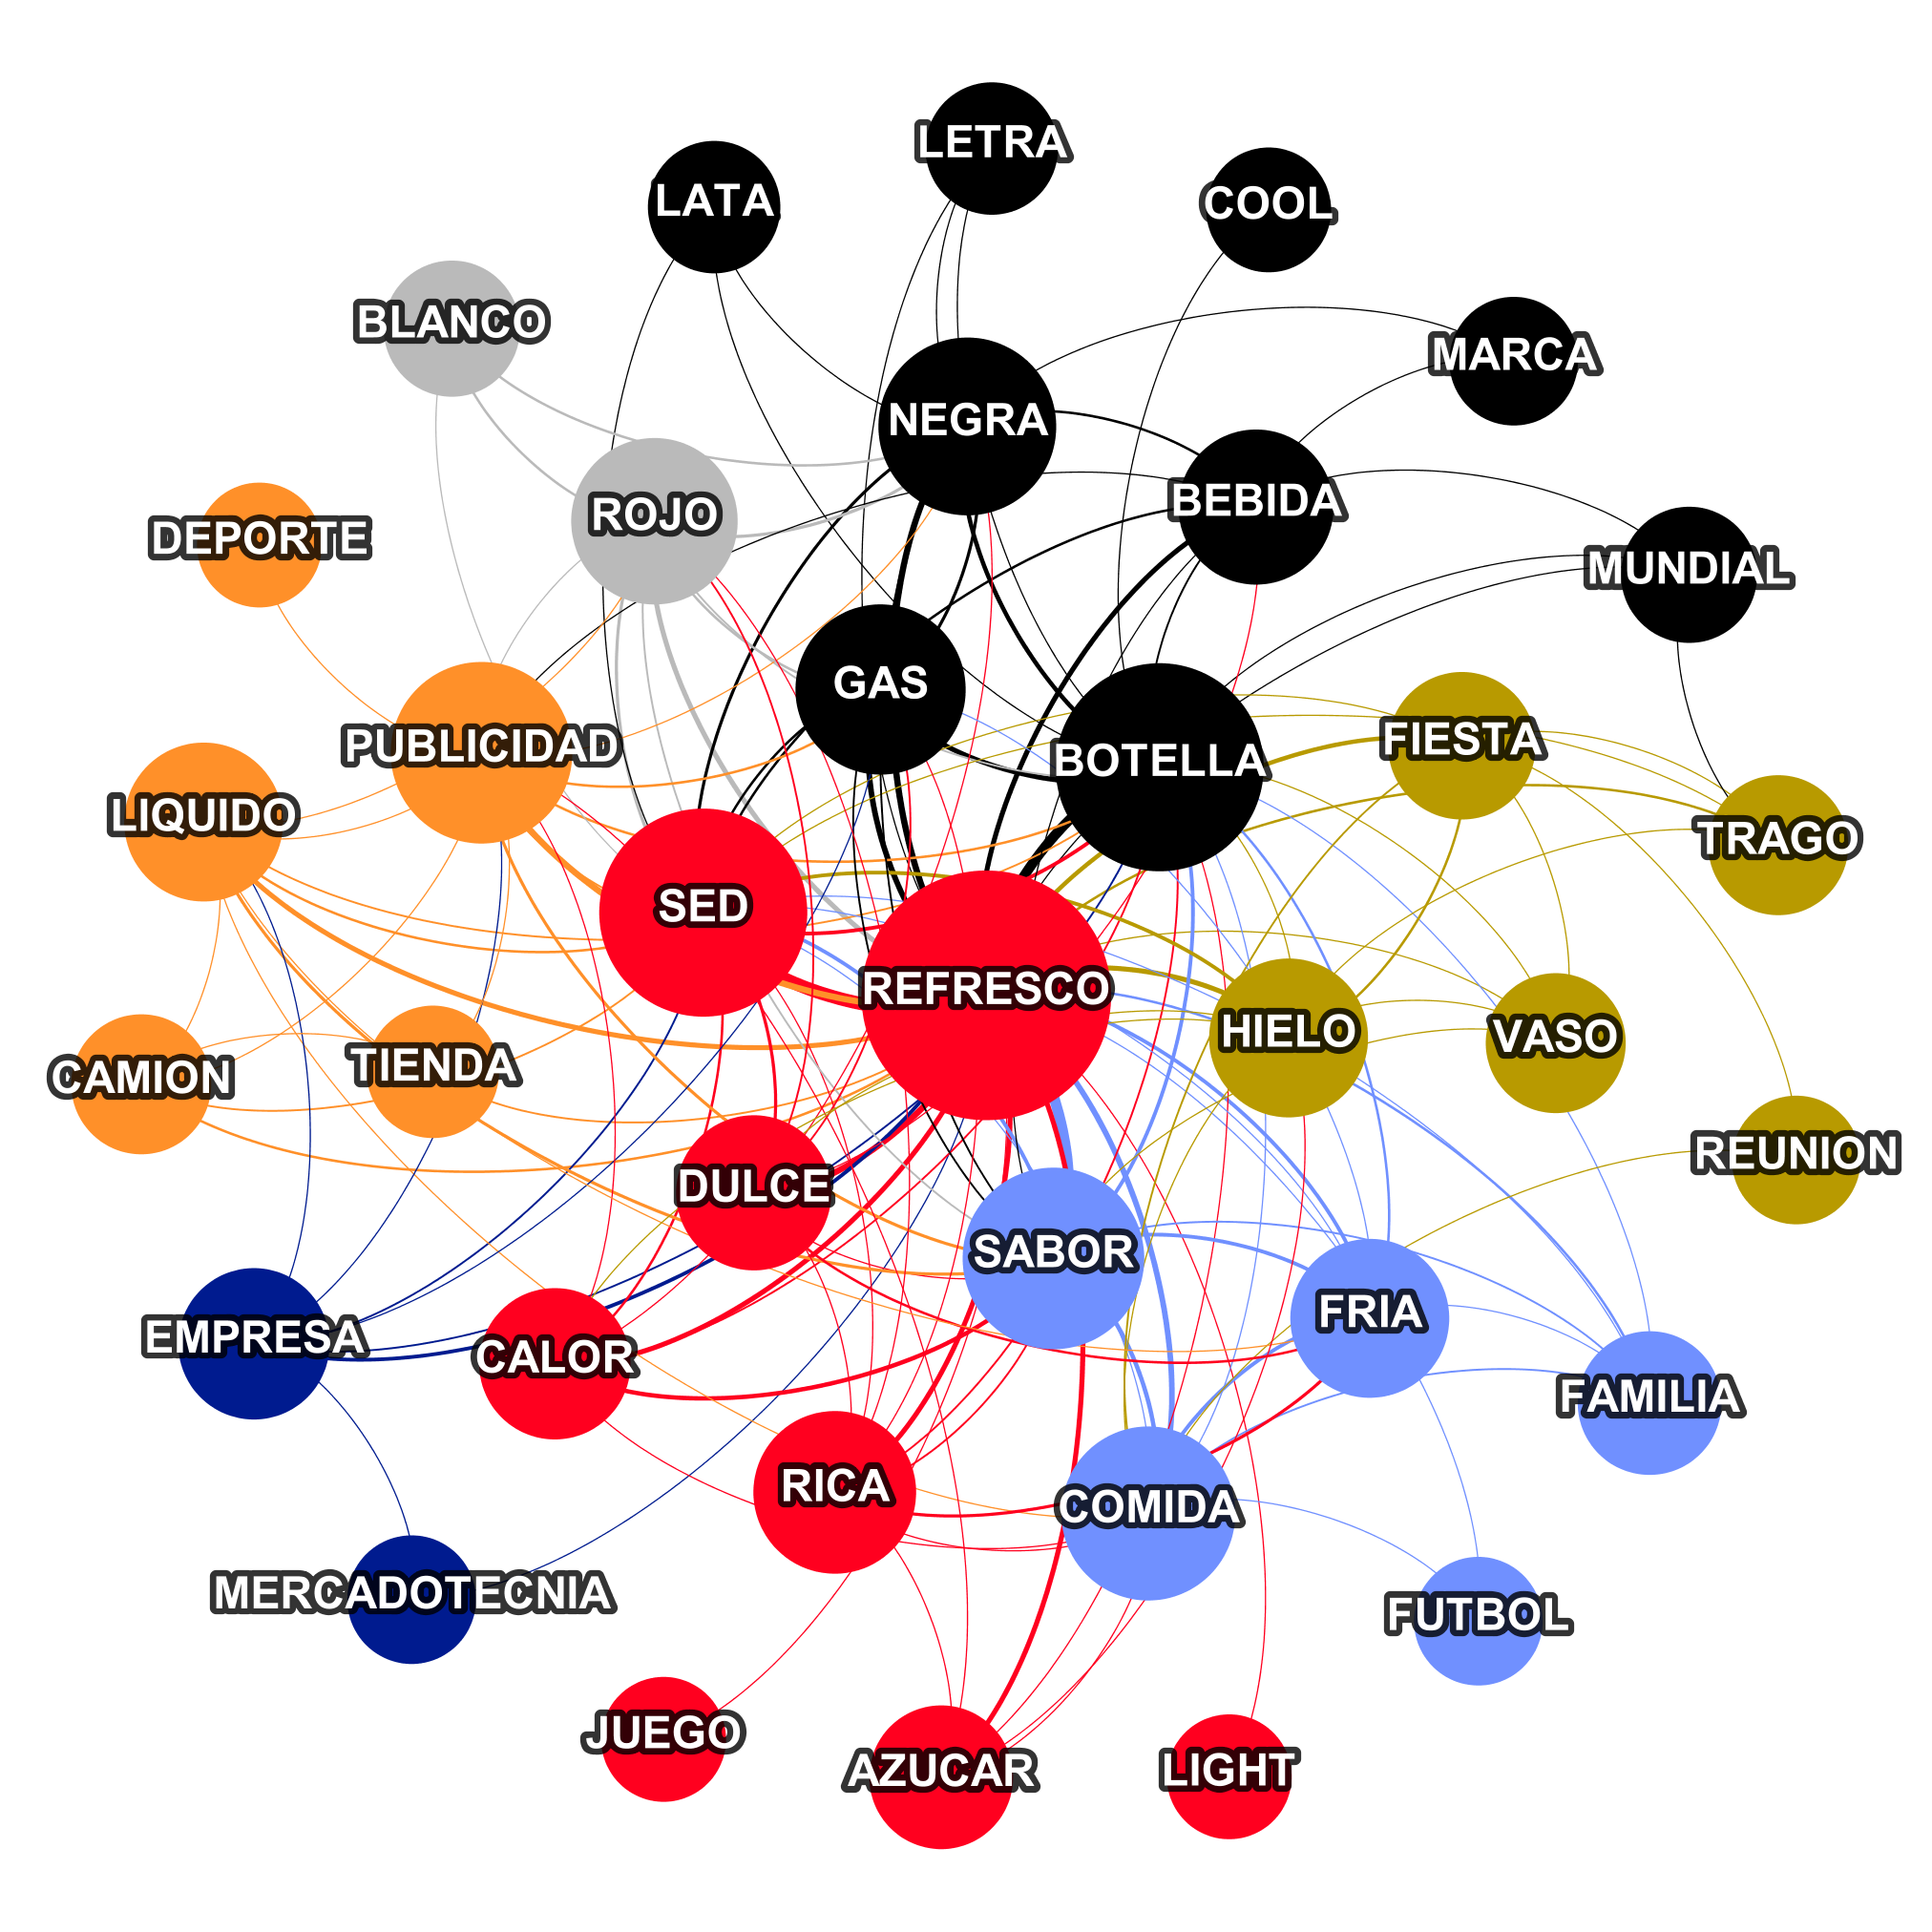 LETRA
LATA
COOL
BLANCO
MARCA
NEGRA
BEBIDA
ROJO
DEPORTE
MUNDIAL
GAS
PUBLICIDAD
FIESTA
BOTELLA
LIQUIDO
TRAGO
SED
REFRESCO
HIELO
VASO
TIENDA
CAMION
REUNION
DULCE
SABOR
FRIA
EMPRESA
CALOR
FAMILIA
RICA
COMIDA
MERCADOTECNIA
FUTBOL
JUEGO
AZUCAR
LIGHT